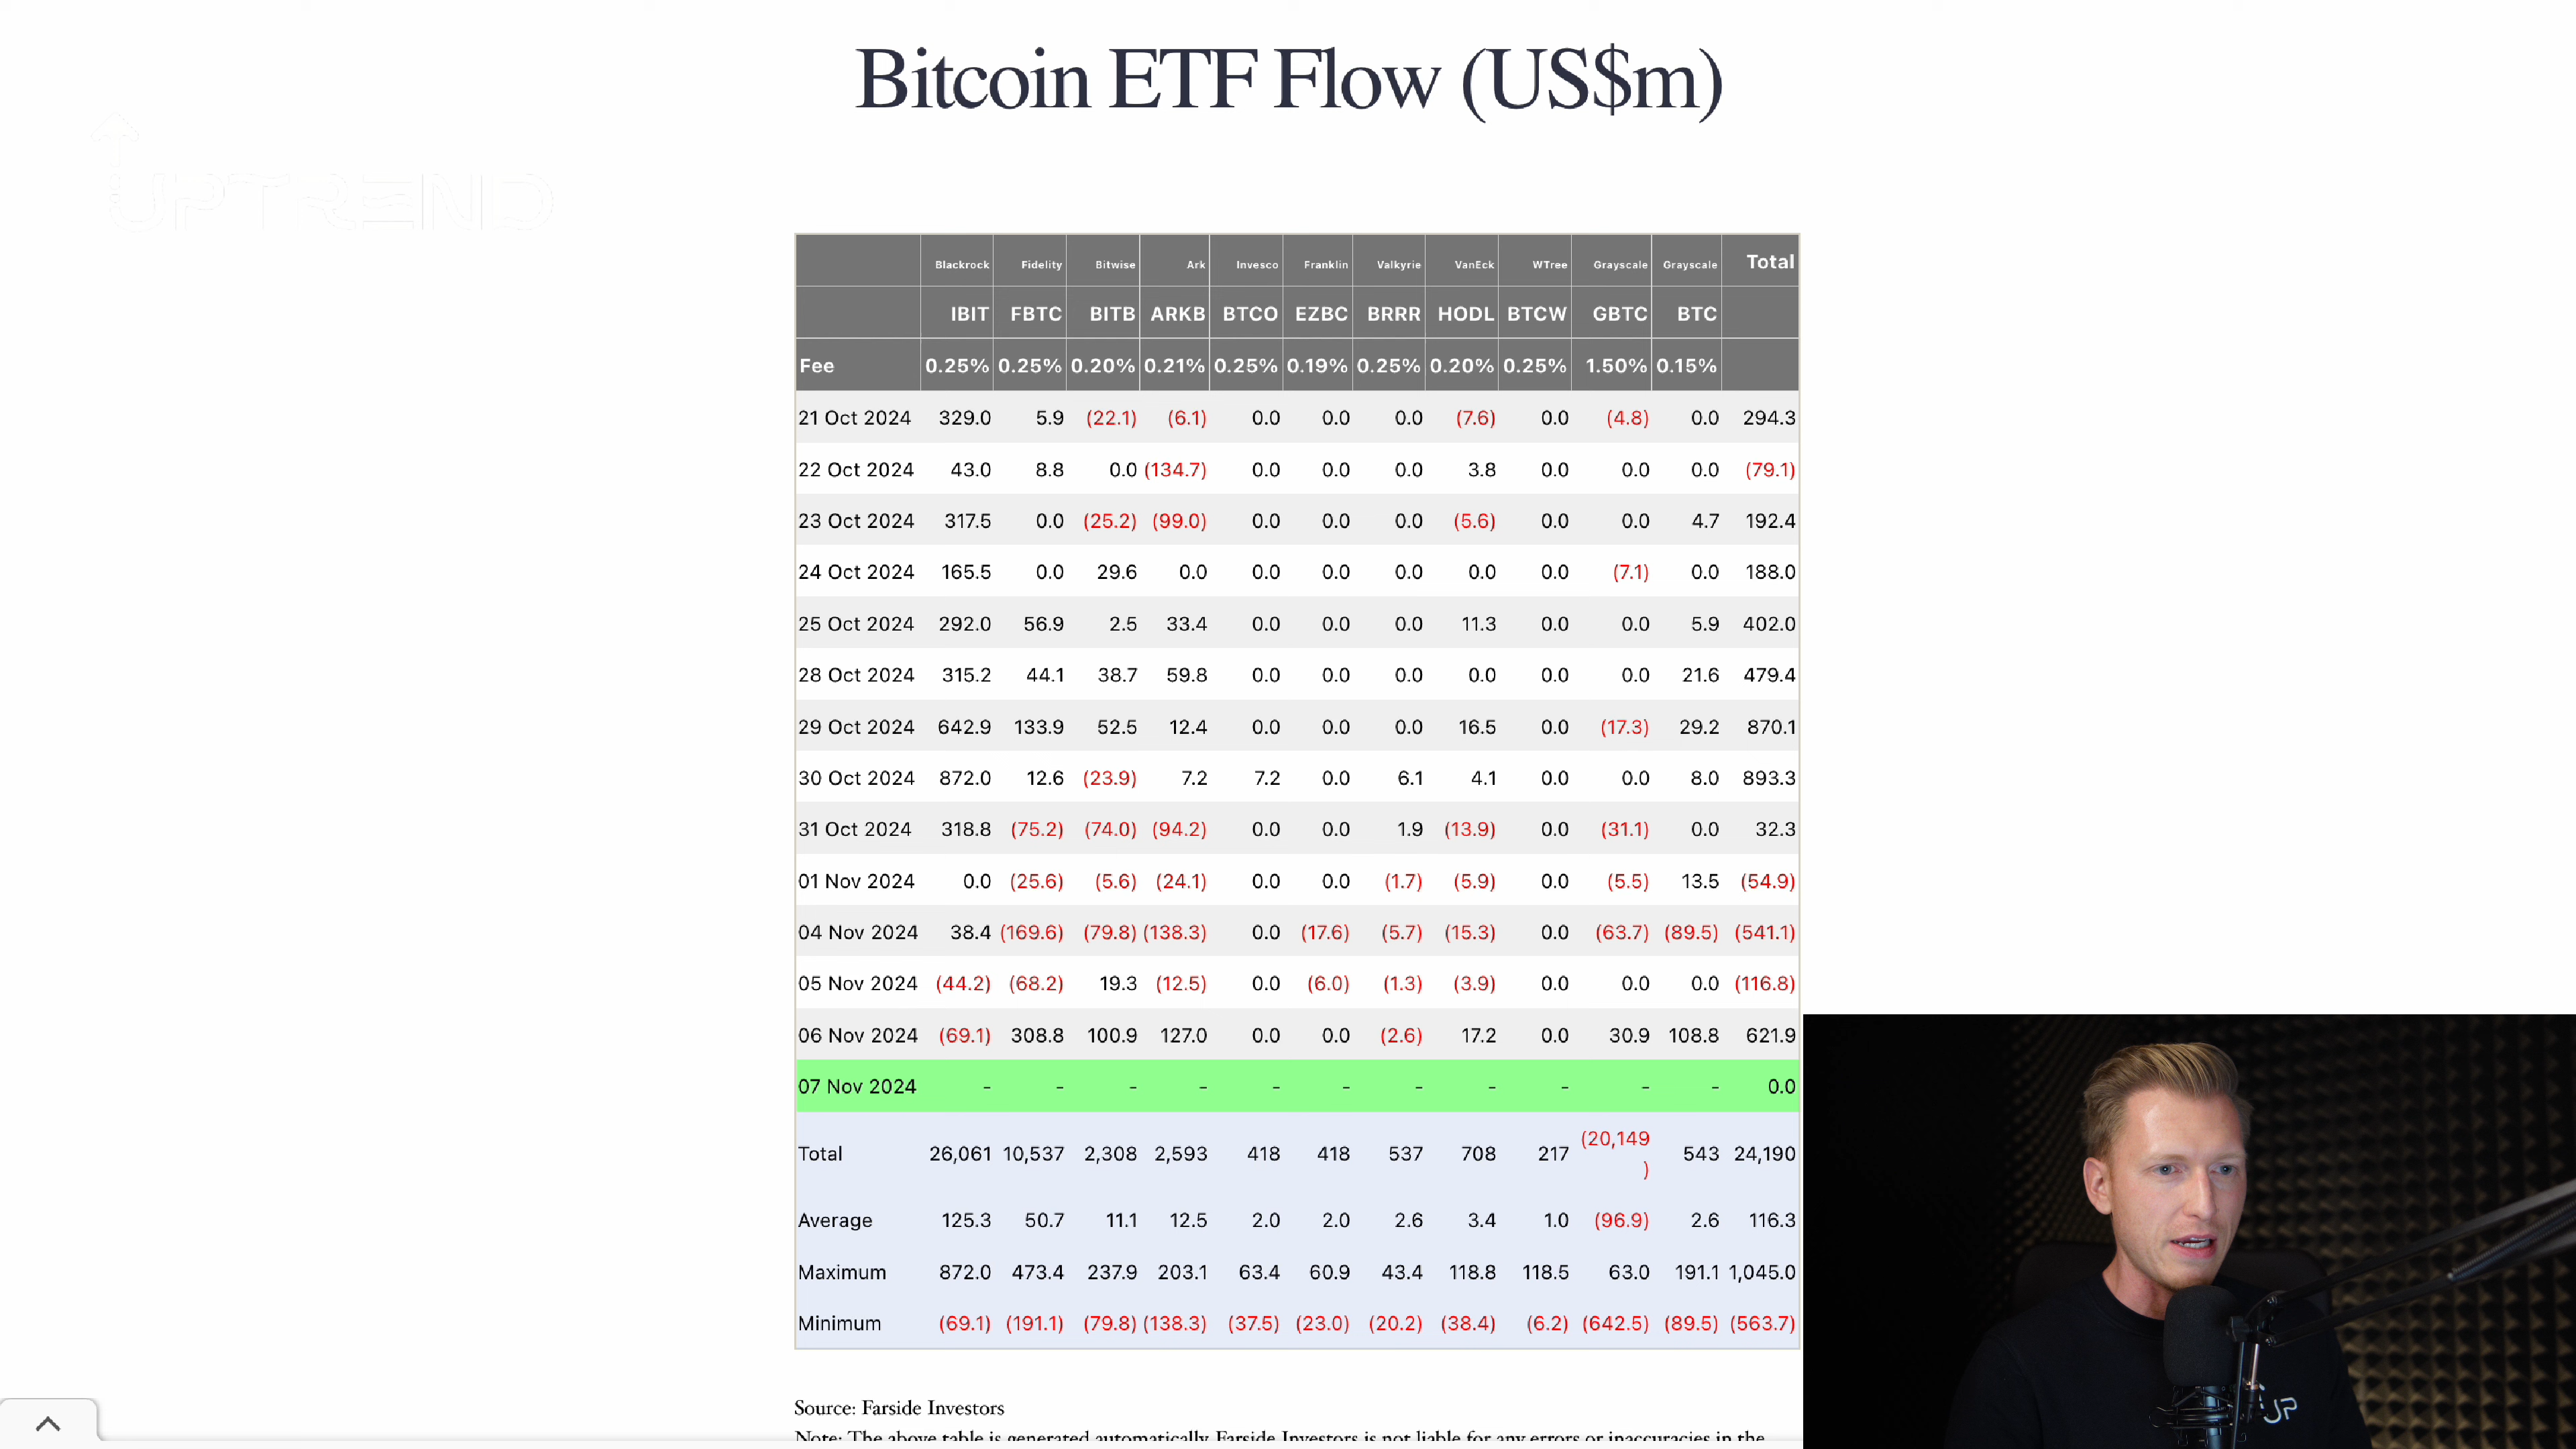 Bitcoin ETF Flow (US$m)
UPTREND
Blackrock Fidelity Bitwise Ark Invesco Franklin Valkyrie VanEck WTree Grayscale Grayscale Total
IBIT FBTC BITB ARKB BTCO EZBC BRRR HODL BTCW GBTC BTC
Fee 0.25% 0.25% 0.20% 0.21% 0.25% 0.19% 0.25% 0.20% 0.25% 1.50% 0.15%
21 Oct 2024 329.0 5.9 (22.1) (6.1) 0.0 0.0 0.0 (7.6) 0.0 (4.8) 0.0 294.3
22 Oct 2024 43.0 8.8 0.0 (134.7) 0.0 0.0 0.0 3.8 0.0 0.0 0.0 (79.1)
23 Oct 2024 317.5 0.0 (25.2) (99.0) 0.0 0.0 0.0 (5.6) 0.0 0.0 4.7 192.4
24 Oct 2024 165.5 0.0 29.6 0.0 0.0 0.0 0.0 0.0 0.0 (7.1) 0.0 188.0
25 Oct 2024 292.0 56.9 2.5 33.4 0.0 0.0 0.0 11.3 0.0 0.0 5.9 402.0
28 Oct 2024 315.2 44.1 38.7 59.8 0.0 0.0 0.0 0.0 0.0 0.0 21.6 479.4
29 Oct 2024 642.9 133.9 52.5 12.4 0.0 0.0 0.0 16.5 0.0 (17.3) 29.2 870.1
30 Oct 2024 872.0 12.6 (23.9) 7.2 7.2 0.0 6.1 4.1 0.0 0.0 8.0 893.3
31 Oct 2024 318.8 (75.2) (74.0) (94.2) 0.0 0.0 1.9 (13.9) 0.0 (31.1) 0.0 32.3
01 Nov 2024 0.0 (25.6) (5.6) (24.1) 0.0 0.0 (1.7) (5.9) 0.0 (5.5) 13.5 (54.9)
04 Nov 2024 38.4 (169.6) (79.8) (138.3) 0.0 (17.6) (5.7) (15.3) 0.0 (63.7) (89.5) (541.1)
05 Nov 2024 (44.2) (68.2) 19.3 (12.5) 0.0 (6.0) (1.3) (3.9) 0.0 0.0 0.0 (116.8)
06 Nov 2024 (69.1) 308.8 100.9 127.0 0.0 0.0 (2.6) 17.2 0.0 30.9 108.8 621.9
07 Nov 2024 - - - - - - - - - - - 0.0
Total 26,061 10,537 2,308 2,593 418 418 537 708 217 (20,149) 543 24,190
Average 125.3 50.7 11.1 12.5 2.0 2.0 2.6 3.4 1.0 (96.9) 2.6 116.3
Maximum 872.0 473.4 237.9 203.1 63.4 60.9 43.4 118.8 118.5 63.0 191.1 1,045.0
Minimum (69.1) (191.1) (79.8) (138.3) (37.5) (23.0) (20.2) (38.4) (6.2) (642.5) (89.5) (563.7)
Source: Farside Investors
Note: The above table is generated automatically. Farside Investors is not liable for any errors or inaccuracies in the
UP